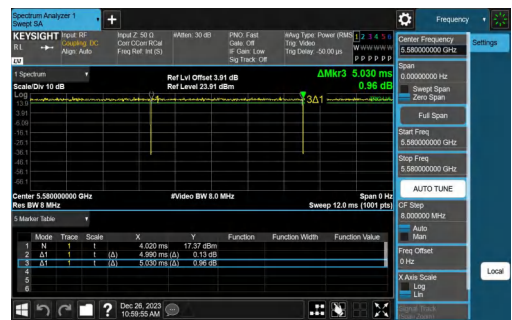 Spectrum Analyzer 1
Swept SA
Frequency
KEYSIGHT
RL
LV
Input: RF
Coupling: DC
Align: Auto
Input Z: 50 Ω
Corr CCorr RCal
Freq Ref: Int (S)
#Atten: 30 dB
PNO: Fast
Gate: Off
IF Gain: Low
Sig Track: Off
#Avg Type: Power (RMS
Trig: Video
Trig Delay: -50.00 µs
1 2 3 4 5 6
W W W W W W
P P P P P P
1 Spectrum
Scale/Div 10 dB
Ref Lvl Offset 3.91 dB
Ref Level 23.91 dBm
ΔMkr3 5.030 ms
0.96 dB
Log
13.9
3.91
-6.09
-16.1
-26.1
-36.1
-46.1
-56.1
-66.1
3Δ1
Center 5.580000000 GHz
Res BW 8 MHz
#Video BW 8.0 MHz
Span 0 Hz
Sweep 12.0 ms (1001 pts)
5 Marker Table
Mode Trace Scale X Y Function Function Width Function Value
1 N 1 t 4.020 ms 17.37 dBm
2 Δ1 1 t (Δ) 4.990 ms (Δ) 0.13 dB
3 Δ1 1 t (Δ) 5.030 ms (Δ) 0.96 dB
4
5
6
Dec 26, 2023
10:59:55 AM
Center Frequency
5.580000000 GHz
Span
0.00000000 Hz
Swept Span
Zero Span
Full Span
Start Freq
5.580000000 GHz
Stop Freq
5.580000000 GHz
AUTO TUNE
CF Step
8.000000 MHz
Auto
Man
Freq Offset
0 Hz
X Axis Scale
Log
Lin
Signal Track
Settings
Local